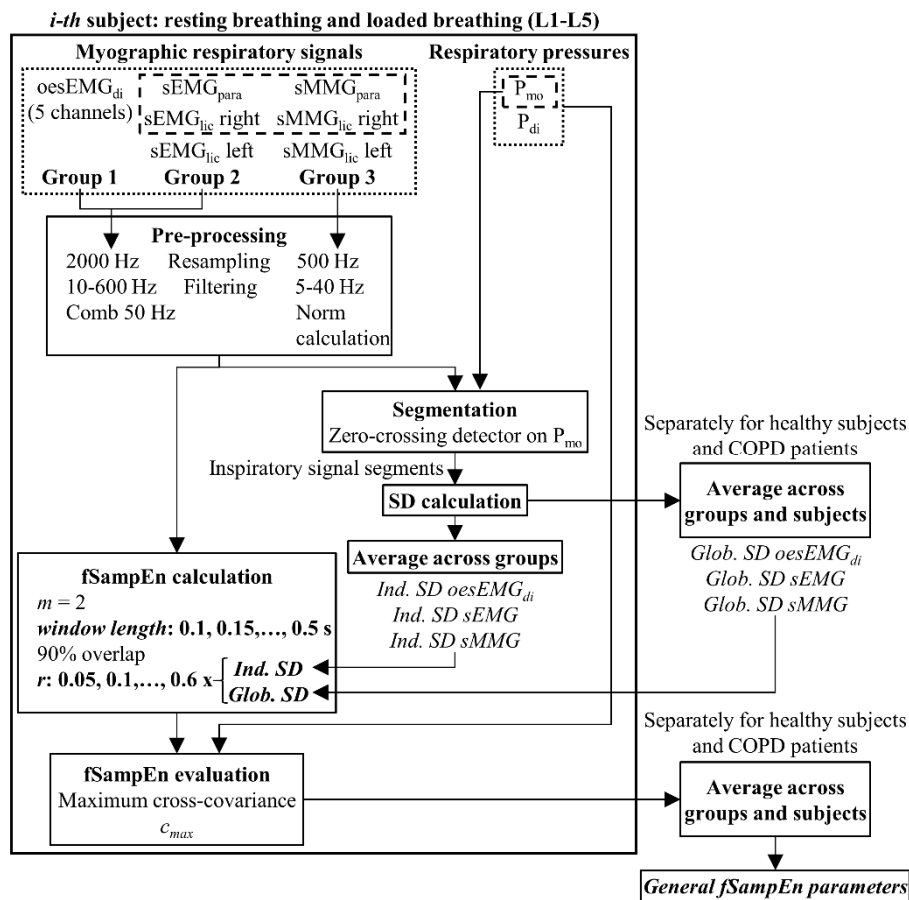 i-th subject: resting breathing and loaded breathing (L1-L5)
Myographic respiratory signals
oesEMGdi
(5 channels)
Group 1
sEMGpara
sEMGlic right
sEMGlic left
Group 2
sMMGpara
sMMGlic right
sMMGlic left
Group 3
Respiratory pressures
Pmo
Pdi
Pre-processing
2000 Hz Resampling 500 Hz
10-600 Hz Filtering 5-40 Hz
Comb 50 Hz Norm
calculation
Segmentation
Zero-crossing detector on Pmo
Inspiratory signal segments
SD calculation
Average across groups
Ind. SD oesEMGdi
Ind. SD sEMG
Ind. SD sMMG
Separately for healthy subjects
and COPD patients
Average across
groups and subjects
Glob. SD oesEMGdi
Glob. SD sEMG
Glob. SD sMMG
fSampEn calculation
m = 2
window length: 0.1, 0.15,…, 0.5 s
90% overlap
r: 0.05, 0.1,…, 0.6 x
Ind. SD
Glob. SD
fSampEn evaluation
Maximum cross-covariance
cmax
Separately for healthy subjects
and COPD patients
Average across
groups and subjects
General fSampEn parameters